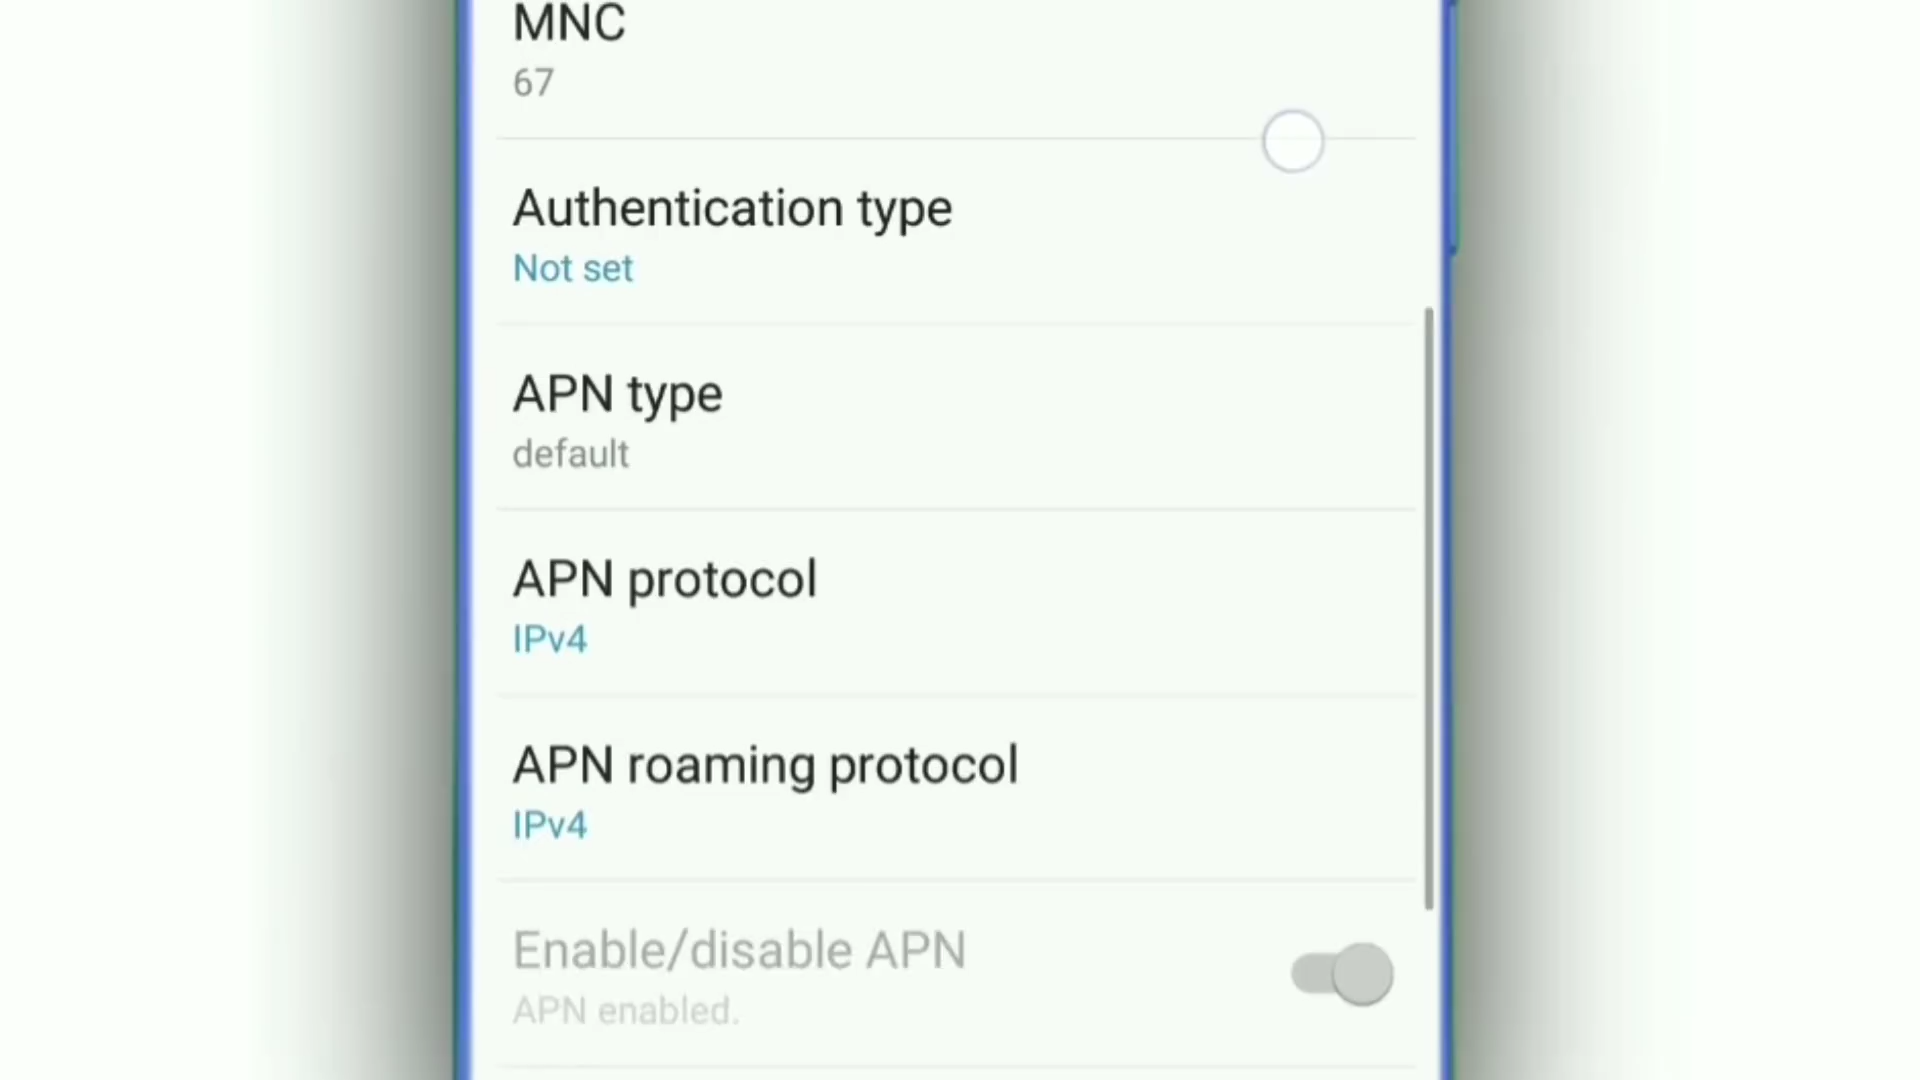 MNC
67
Authentication type
Not set
APN type
default
APN protocol
IPv4
APN roaming protocol
IPv4
Enable/disable APN
APN enabled.